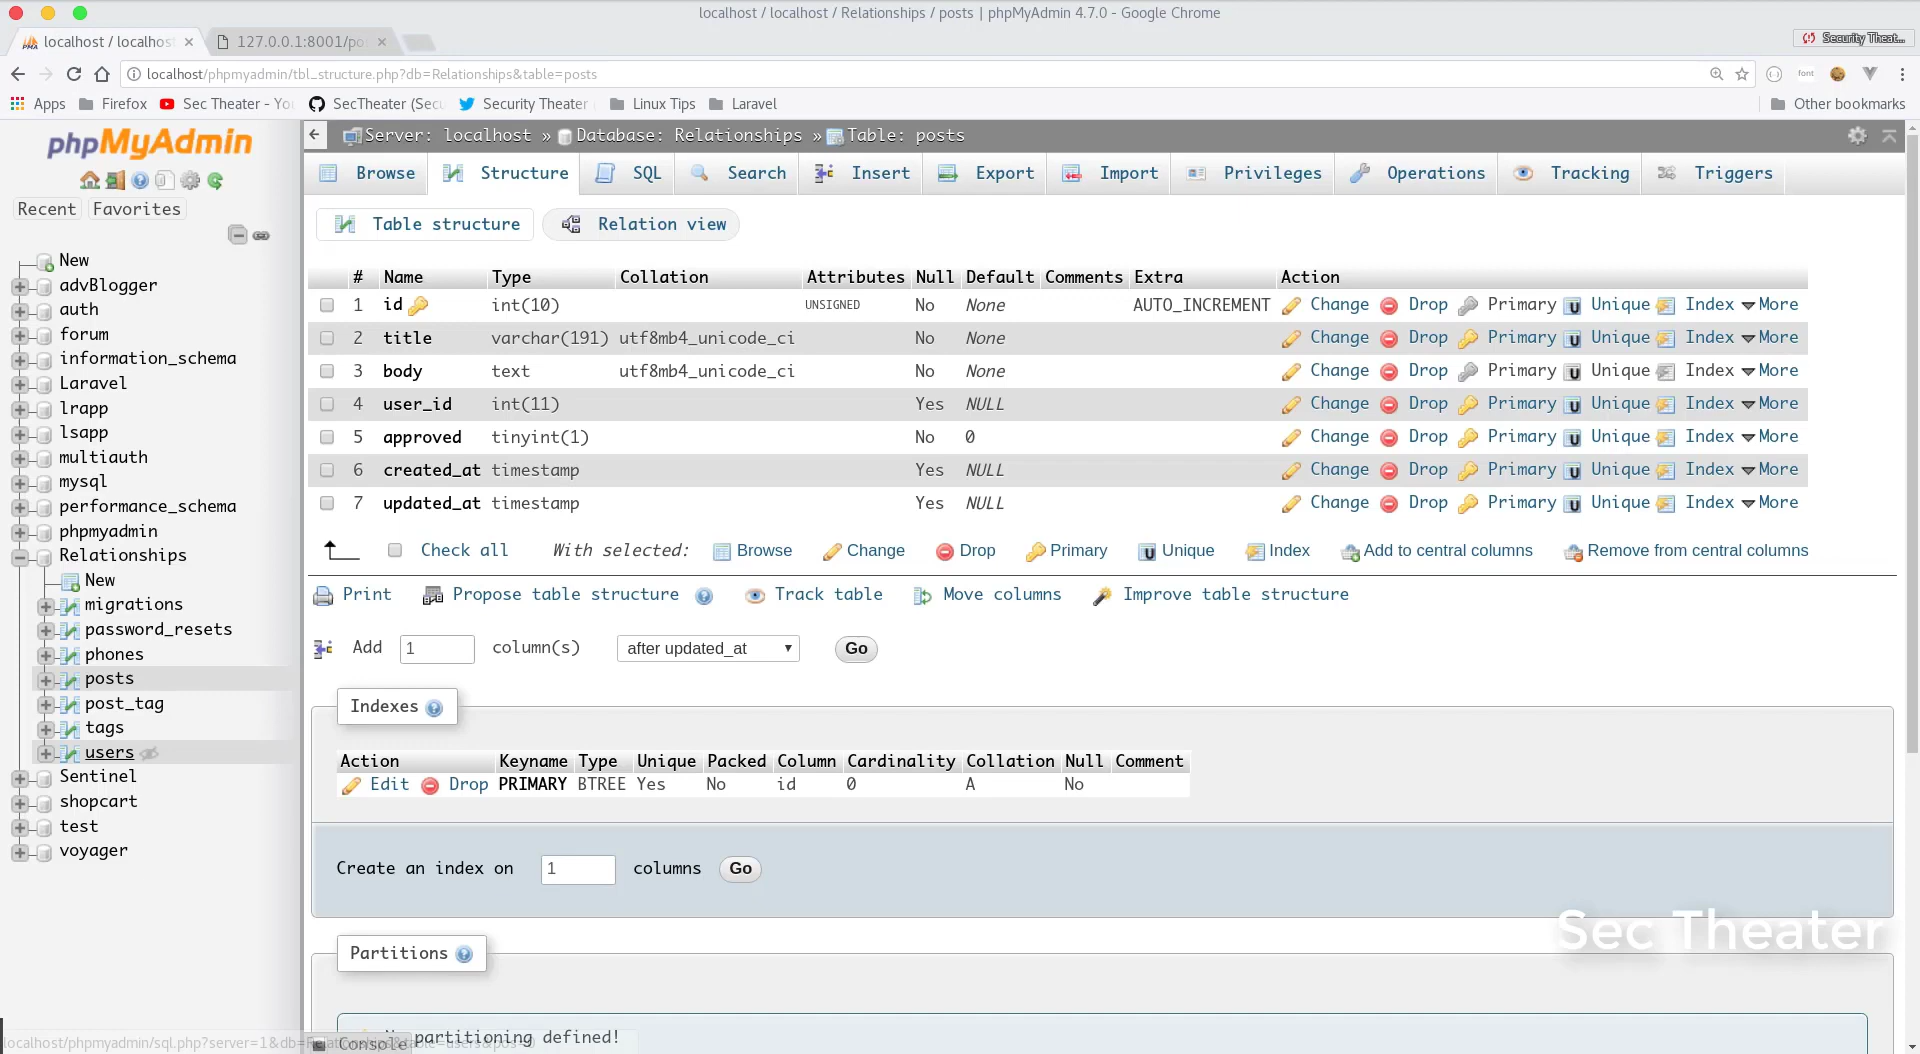 localhost / localhost / Relationships / posts | phpMyAdmin 4.7.0 - Google Chrome
localhost / localhost
127.0.0.1:8001/po
Security Theat...
localhost/phpmyadmin/tbl_structure.php?db=Relationships&table=posts
font
Apps Firefox Sec Theater - You SecTheater (Secu Security Theater Linux Tips Laravel Other bookmarks
phpMyAdmin
Recent Favorites
New
advBlogger
auth
forum
information_schema
Laravel
lrapp
lsapp
multiauth
mysql
performance_schema
phpmyadmin
Relationships
New
migrations
password_resets
phones
posts
post_tag
tags
users
Sentinel
shopcart
test
voyager
Server: localhost » Database: Relationships » Table: posts
Browse Structure SQL Search Insert Export Import Privileges Operations Tracking Triggers
Table structure Relation view
# Name Type Collation Attributes Null Default Comments Extra Action
1 id int(10) UNSIGNED No None AUTO_INCREMENT Change Drop Primary Unique Index More
2 title varchar(191) utf8mb4_unicode_ci No None Change Drop Primary Unique Index More
3 body text utf8mb4_unicode_ci No None Change Drop Primary Unique Index More
4 user_id int(11) Yes NULL Change Drop Primary Unique Index More
5 approved tinyint(1) No 0 Change Drop Primary Unique Index More
6 created_at timestamp Yes NULL Change Drop Primary Unique Index More
7 updated_at timestamp Yes NULL Change Drop Primary Unique Index More
Check all With selected: Browse Change Drop Primary Unique Index Add to central columns Remove from central columns
Print Propose table structure Track table Move columns Improve table structure
Add 1 column(s) after updated_at Go
Indexes
Action Keyname Type Unique Packed Column Cardinality Collation Null Comment
Edit Drop PRIMARY BTREE Yes No id 0 A No
Create an index on 1 columns Go
Sec Theater
Partitions
partitioning defined!
localhost/phpmyadmin/sql.php?server=1&db=Relationships&table=users&pos=0
Console